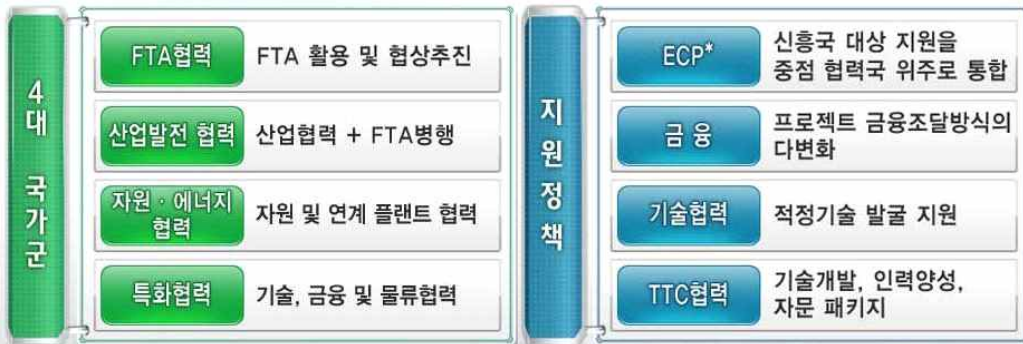 4대 국가군
FTA협력
FTA 활용 및 협상추진
산업발전 협력
산업협력 + FTA병행
자원·에너지
협력
자원 및 연계 플랜트 협력
특화협력
기술, 금융 및 물류협력
지원정책
ECP*
신흥국 대상 지원을
중점 협력국 위주로 통합
금융
프로젝트 금융조달방식의
다변화
기술협력
적정기술 발굴 지원
TTC협력
기술개발, 인력양성,
자문 패키지